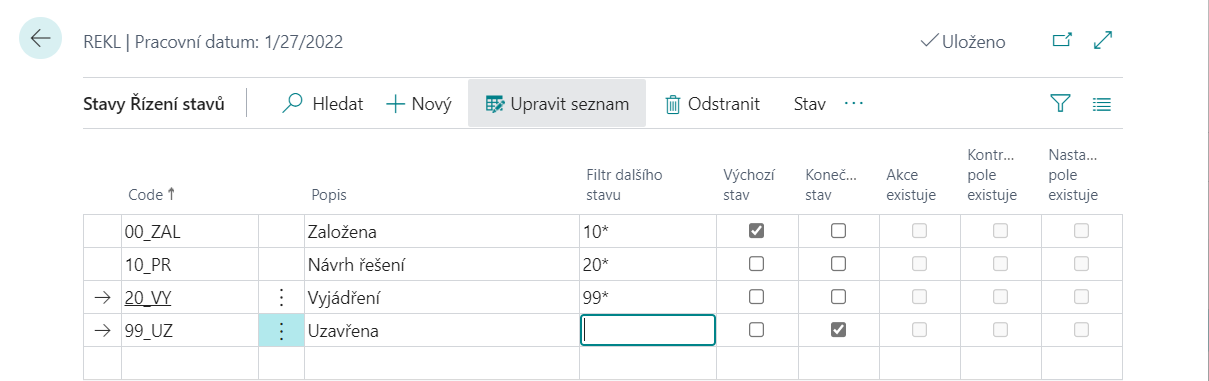 REKL | Pracovní datum: 1/27/2022 Uloženo
Stavy Řízení stavů Hledat Nový Upravit seznam Odstranit Stav ...
Code ↑ Popis Filtr dalšího stavu Výchozí stav Koneč... stav Akce existuje Kontr... pole existuje Nasta... pole existuje
00_ZAL Založena 10*
10_PR Návrh řešení 20*
20_VY Vyjádření 99*
99_UZ Uzavřena